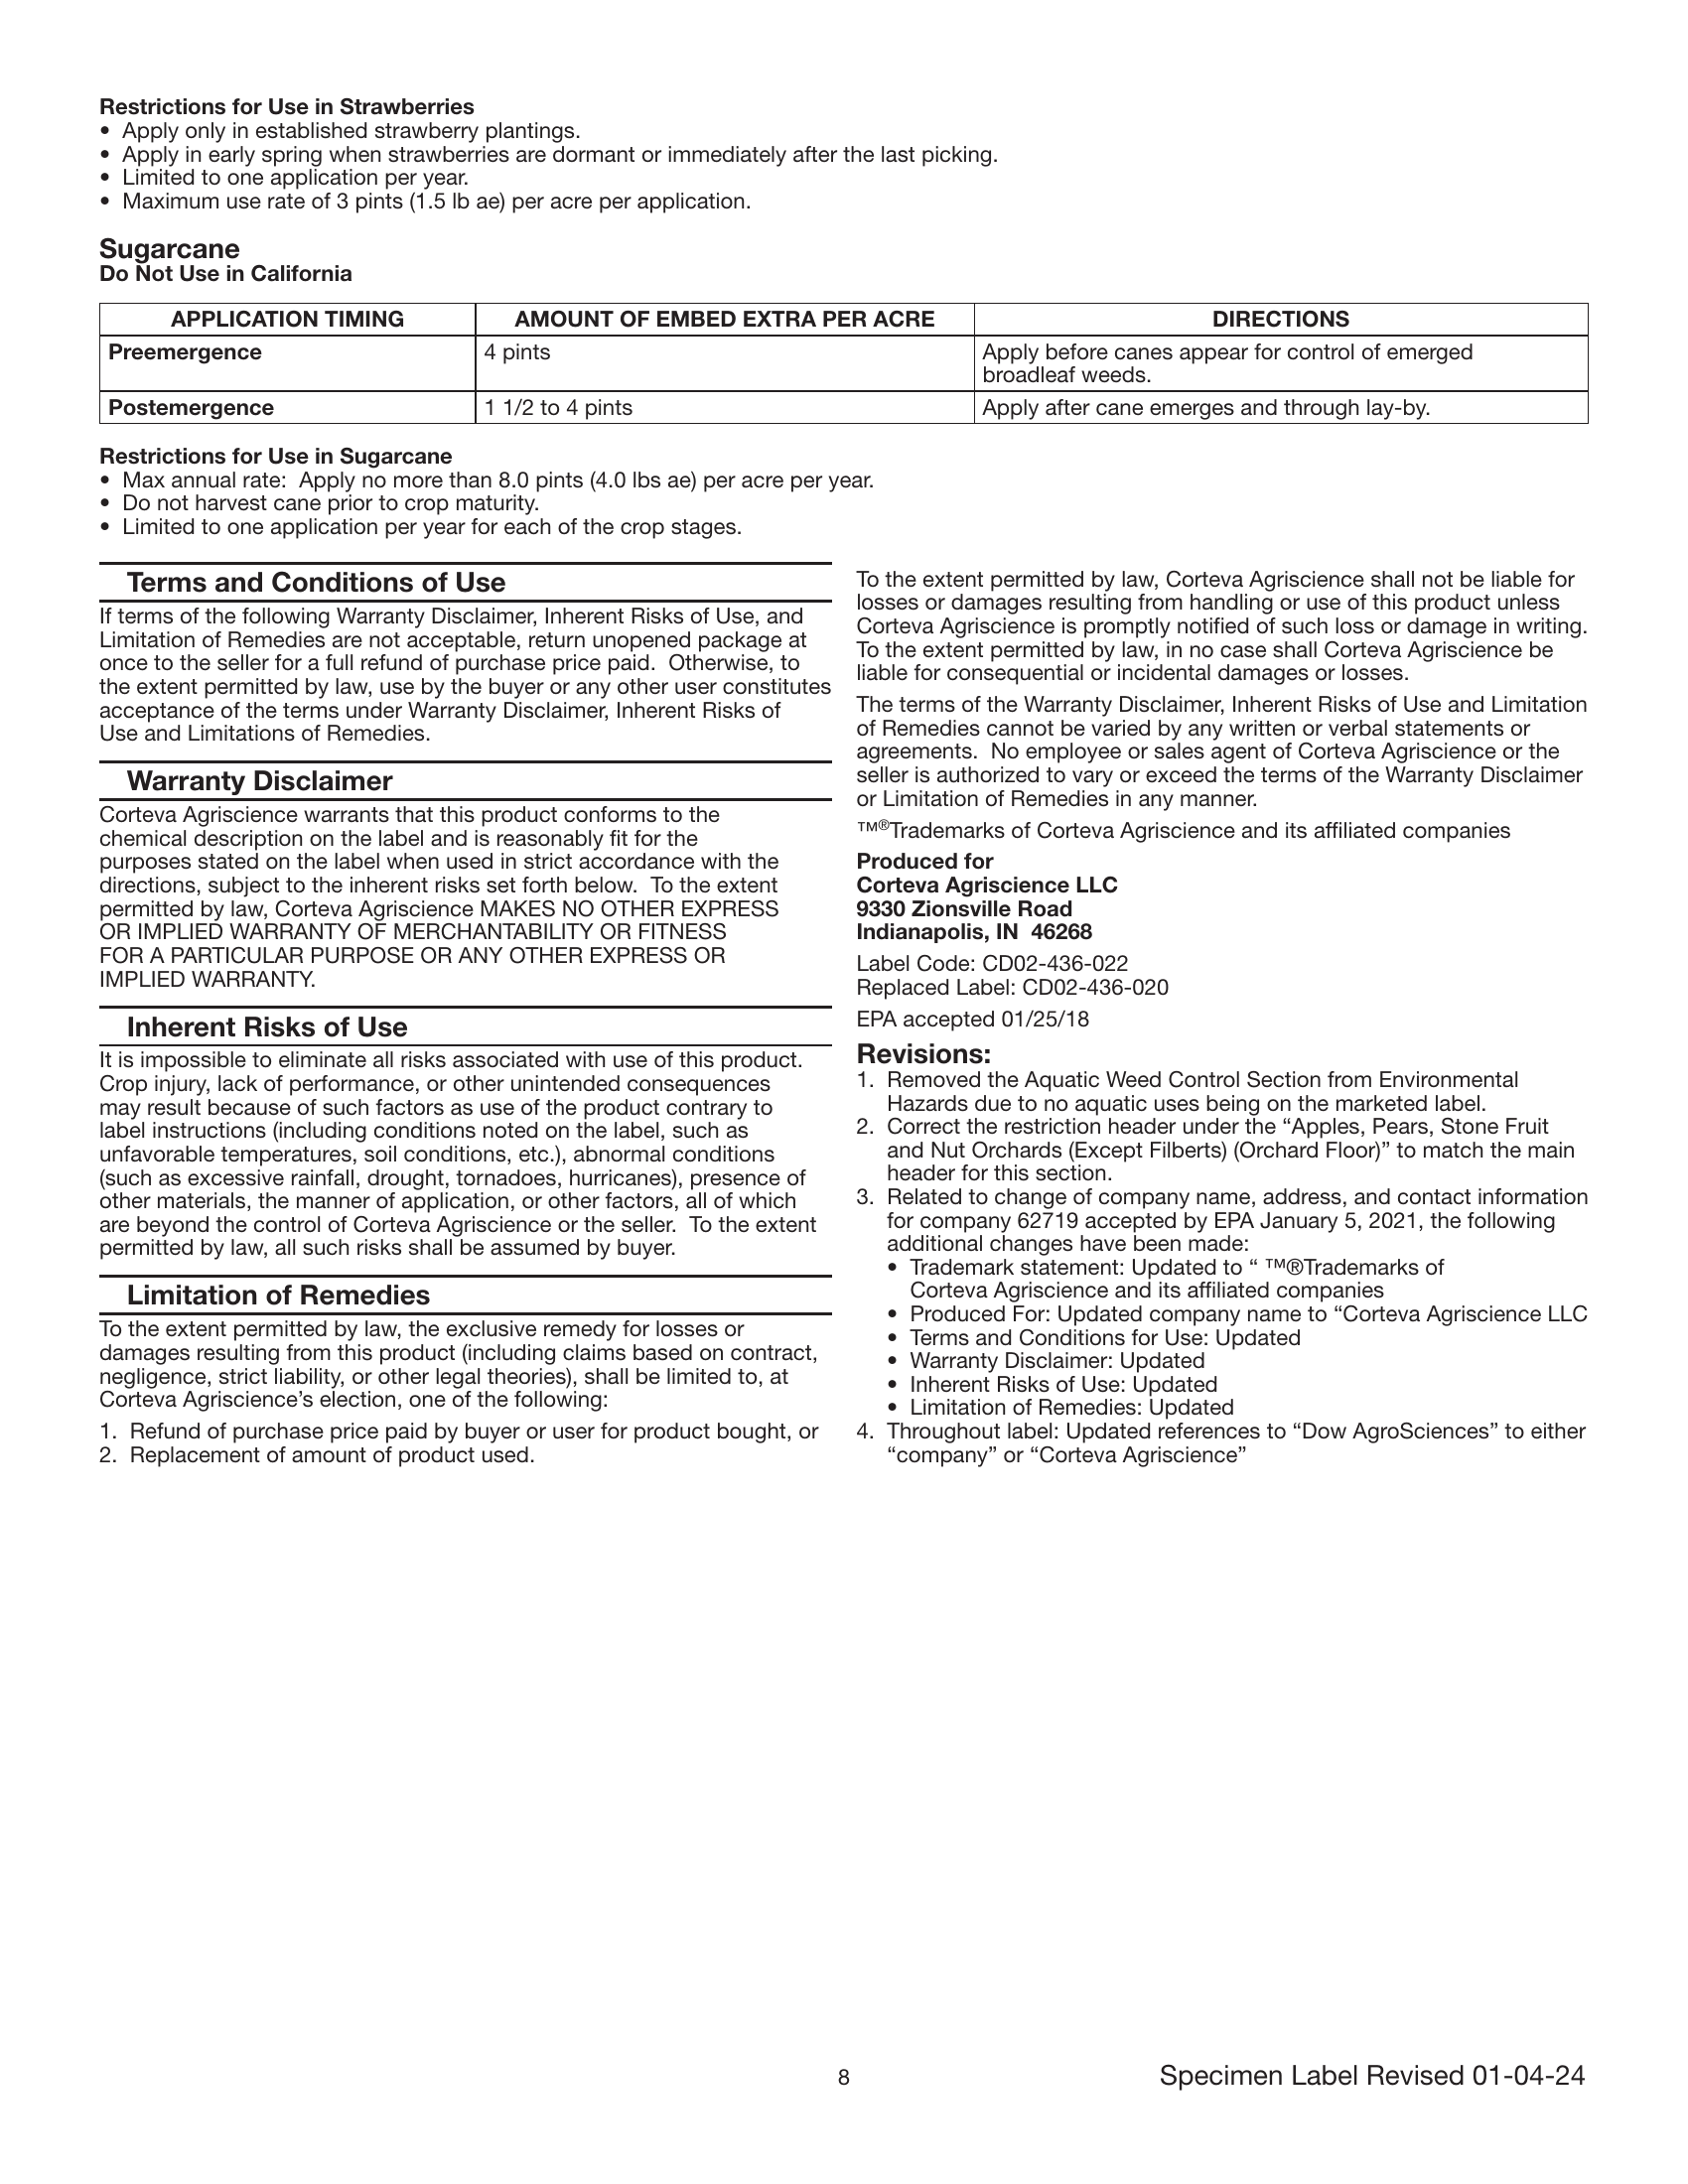 Restrictions for Use in Strawberries
• Apply only in established strawberry plantings.
• Apply in early spring when strawberries are dormant or immediately after the last picking.
• Limited to one application per year.
• Maximum use rate of 3 pints (1.5 lb ae) per acre per application.
Sugarcane
Do Not Use in California
APPLICATION TIMING AMOUNT OF EMBED EXTRA PER ACRE DIRECTIONS
Preemergence 4 pints Apply before canes appear for control of emerged
broadleaf weeds.
Postemergence 1 1/2 to 4 pints Apply after cane emerges and through lay-by.
Restrictions for Use in Sugarcane
• Max annual rate: Apply no more than 8.0 pints (4.0 lbs ae) per acre per year.
• Do not harvest cane prior to crop maturity.
• Limited to one application per year for each of the crop stages.
Terms and Conditions of Use
If terms of the following Warranty Disclaimer, Inherent Risks of Use, and
Limitation of Remedies are not acceptable, return unopened package at
once to the seller for a full refund of purchase price paid. Otherwise, to
the extent permitted by law, use by the buyer or any other user constitutes
acceptance of the terms under Warranty Disclaimer, Inherent Risks of
Use and Limitations of Remedies.
Warranty Disclaimer
Corteva Agriscience warrants that this product conforms to the
chemical description on the label and is reasonably fit for the
purposes stated on the label when used in strict accordance with the
directions, subject to the inherent risks set forth below. To the extent
permitted by law, Corteva Agriscience MAKES NO OTHER EXPRESS
OR IMPLIED WARRANTY OF MERCHANTABILITY OR FITNESS
FOR A PARTICULAR PURPOSE OR ANY OTHER EXPRESS OR
IMPLIED WARRANTY.
Inherent Risks of Use
It is impossible to eliminate all risks associated with use of this product.
Crop injury, lack of performance, or other unintended consequences
may result because of such factors as use of the product contrary to
label instructions (including conditions noted on the label, such as
unfavorable temperatures, soil conditions, etc.), abnormal conditions
(such as excessive rainfall, drought, tornadoes, hurricanes), presence of
other materials, the manner of application, or other factors, all of which
are beyond the control of Corteva Agriscience or the seller. To the extent
permitted by law, all such risks shall be assumed by buyer.
Limitation of Remedies
To the extent permitted by law, the exclusive remedy for losses or
damages resulting from this product (including claims based on contract,
negligence, strict liability, or other legal theories), shall be limited to, at
Corteva Agriscience’s election, one of the following:
1. Refund of purchase price paid by buyer or user for product bought, or
2. Replacement of amount of product used.
To the extent permitted by law, Corteva Agriscience shall not be liable for
losses or damages resulting from handling or use of this product unless
Corteva Agriscience is promptly notified of such loss or damage in writing.
To the extent permitted by law, in no case shall Corteva Agriscience be
liable for consequential or incidental damages or losses.
The terms of the Warranty Disclaimer, Inherent Risks of Use and Limitation
of Remedies cannot be varied by any written or verbal statements or
agreements. No employee or sales agent of Corteva Agriscience or the
seller is authorized to vary or exceed the terms of the Warranty Disclaimer
or Limitation of Remedies in any manner.
™®Trademarks of Corteva Agriscience and its affiliated companies
Produced for
Corteva Agriscience LLC
9330 Zionsville Road
Indianapolis, IN 46268
Label Code: CD02-436-022
Replaced Label: CD02-436-020
EPA accepted 01/25/18
Revisions:
1. Removed the Aquatic Weed Control Section from Environmental
Hazards due to no aquatic uses being on the marketed label.
2. Correct the restriction header under the “Apples, Pears, Stone Fruit
and Nut Orchards (Except Filberts) (Orchard Floor)” to match the main
header for this section.
3. Related to change of company name, address, and contact information
for company 62719 accepted by EPA January 5, 2021, the following
additional changes have been made:
• Trademark statement: Updated to “ ™®Trademarks of
Corteva Agriscience and its affiliated companies
• Produced For: Updated company name to “Corteva Agriscience LLC
• Terms and Conditions for Use: Updated
• Warranty Disclaimer: Updated
• Inherent Risks of Use: Updated
• Limitation of Remedies: Updated
4. Throughout label: Updated references to “Dow AgroSciences” to either
“company” or “Corteva Agriscience”
8
Specimen Label Revised 01-04-24